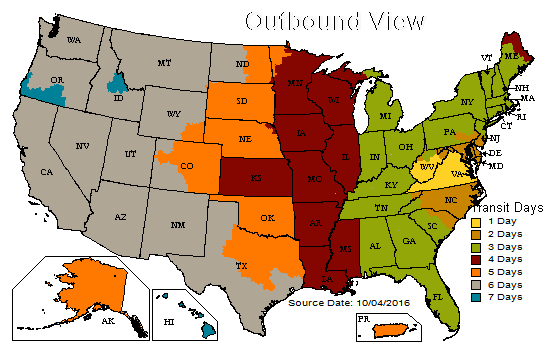 Outbound View
WA
MT
ND
MN
ME
VT
OR
ID
SD
WI
NH
MA
NY
WY
MI
RI
CT
IA
NE
PA
NJ
NV
UT
IL
IN
OH
DE
MD
CA
CO
KS
MO
WV
VA
KY
NC
TN
AZ
NM
OK
AR
SC
MS
AL
GA
TX
LA
FL
AK
HI
PR
Transit Days
1 Day
2 Days
3 Days
4 Days
5 Days
6 Days
7 Days
Source Date: 10/04/2016